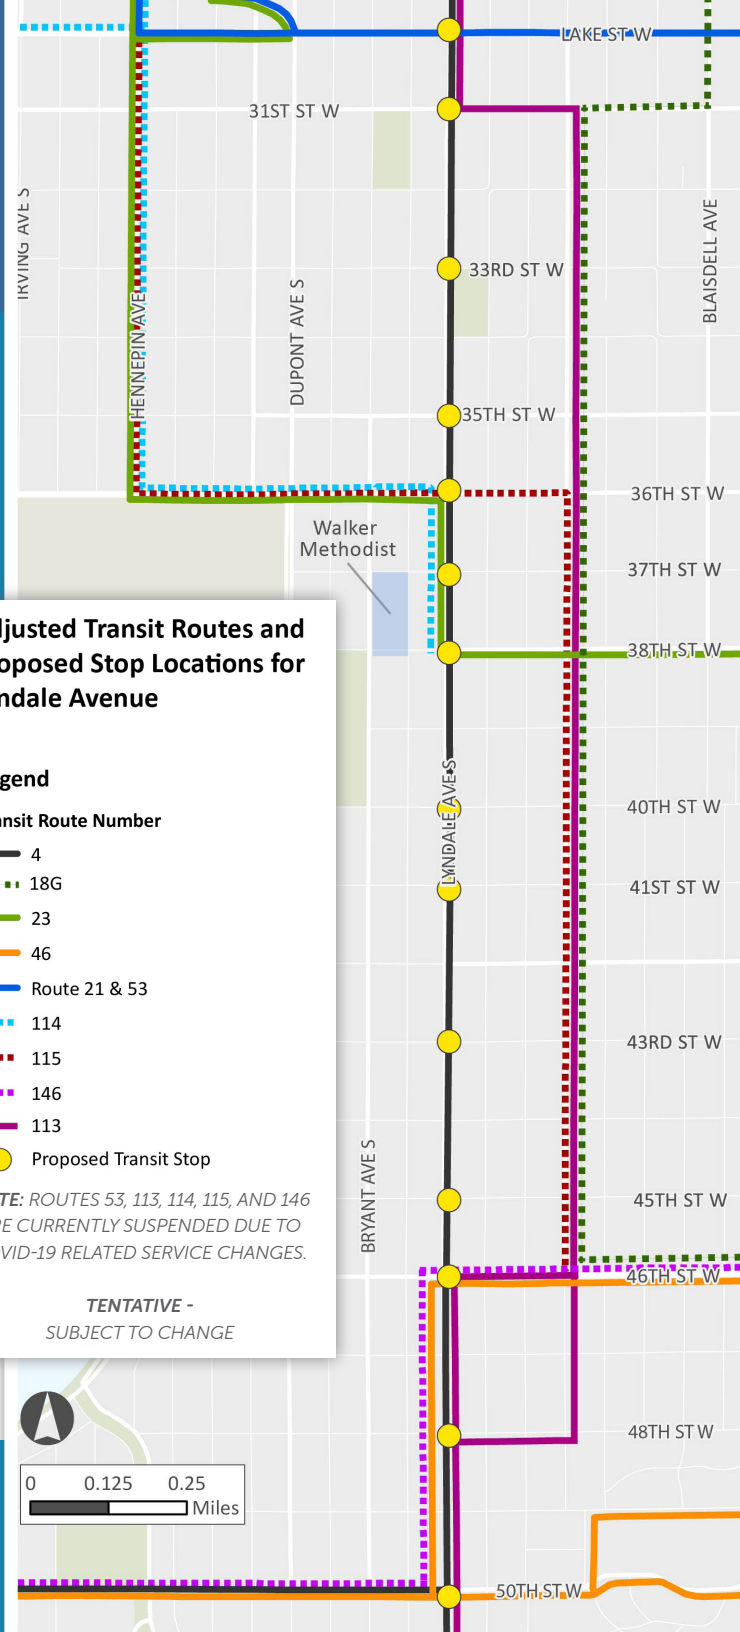 LAKE ST W
31ST ST W
IRVING AVE S
BLAISDELL AVE
33RD ST W
HENNEPIN AVE
DUPONT AVE S
35TH ST W
36TH ST W
Walker
Methodist
37TH ST W
38TH ST W
justed Transit Routes and
oposed Stop Locations for
ndale Avenue
LYNDALE AVE S
40TH ST W
41ST ST W
gend
ansit Route Number
4
18G
23
46
Route 21 & 53
114
115
146
113
Proposed Transit Stop
TE: ROUTES 53, 113, 114, 115, AND 146
RE CURRENTLY SUSPENDED DUE TO
VID-19 RELATED SERVICE CHANGES.
TENTATIVE -
SUBJECT TO CHANGE
43RD ST W
BRYANT AVE S
45TH ST W
46TH ST W
48TH ST W
0 0.125 0.25
Miles
50TH ST W